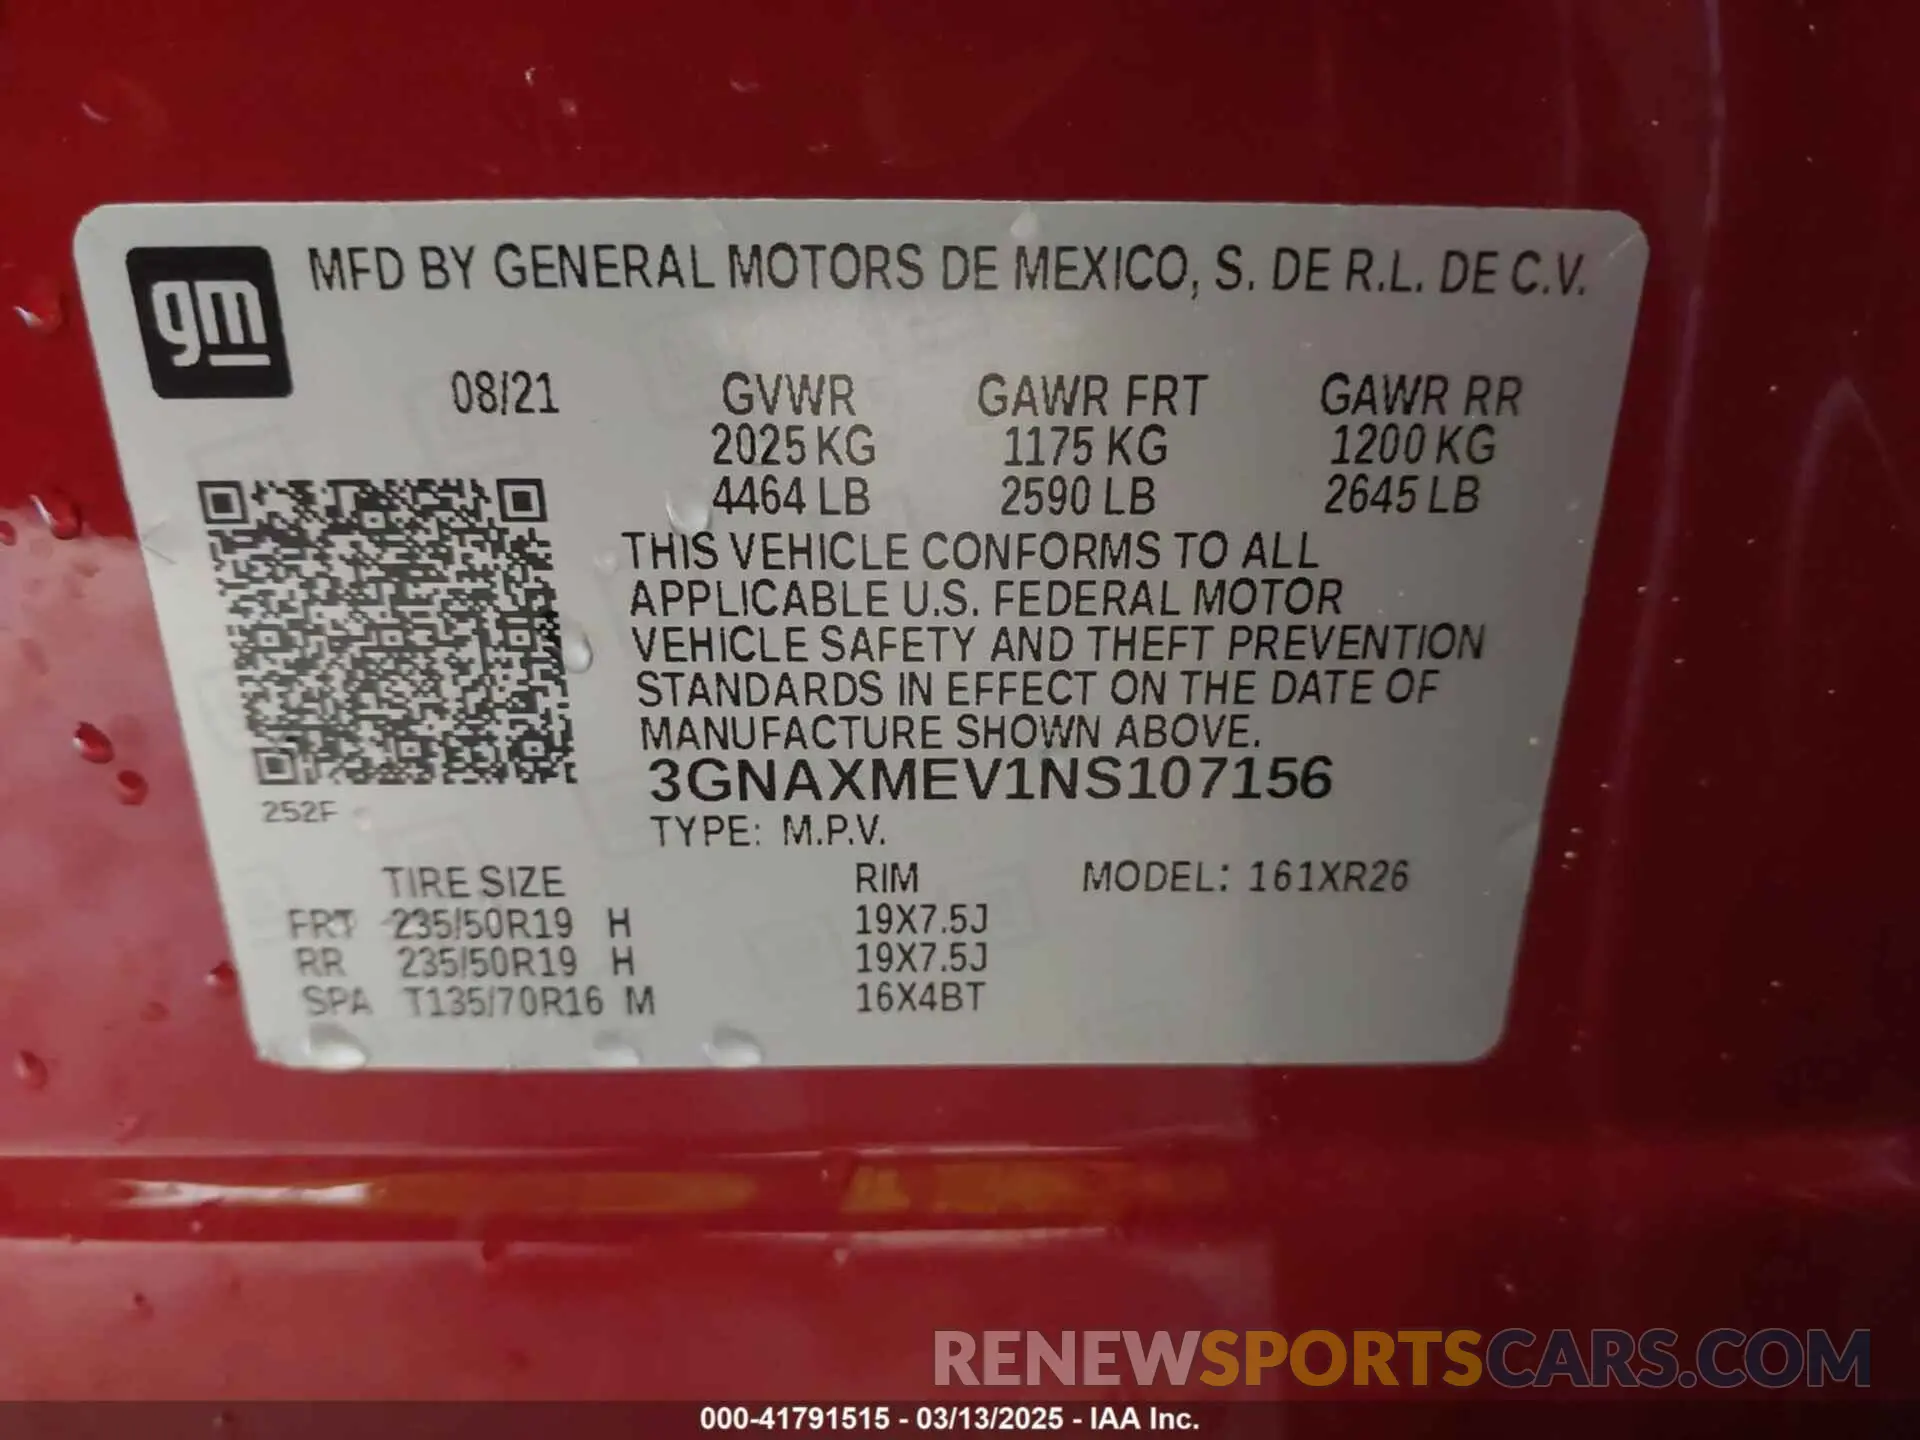 gm
MFD BY GENERAL MOTORS DE MEXICO, S. DE R.L. DE C.V.
08/21 GVWR GAWR FRT GAWR RR
2025 KG 1175 KG 1200 KG
4464 LB 2590 LB 2645 LB
THIS VEHICLE CONFORMS TO ALL
APPLICABLE U.S. FEDERAL MOTOR
VEHICLE SAFETY AND THEFT PREVENTION
STANDARDS IN EFFECT ON THE DATE OF
MANUFACTURE SHOWN ABOVE.
3GNAXMEV1NS107156
252F
TYPE: M.P.V.
TIRE SIZE RIM MODEL: 161XR26
FRT 235/50R19 H 19X7.5J
RR 235/50R19 H 19X7.5J
SPA T135/70R16 M 16X4BT
RENEWSPORTSCARS.COM
000-41791515 - 03/13/2025 - IAA Inc.